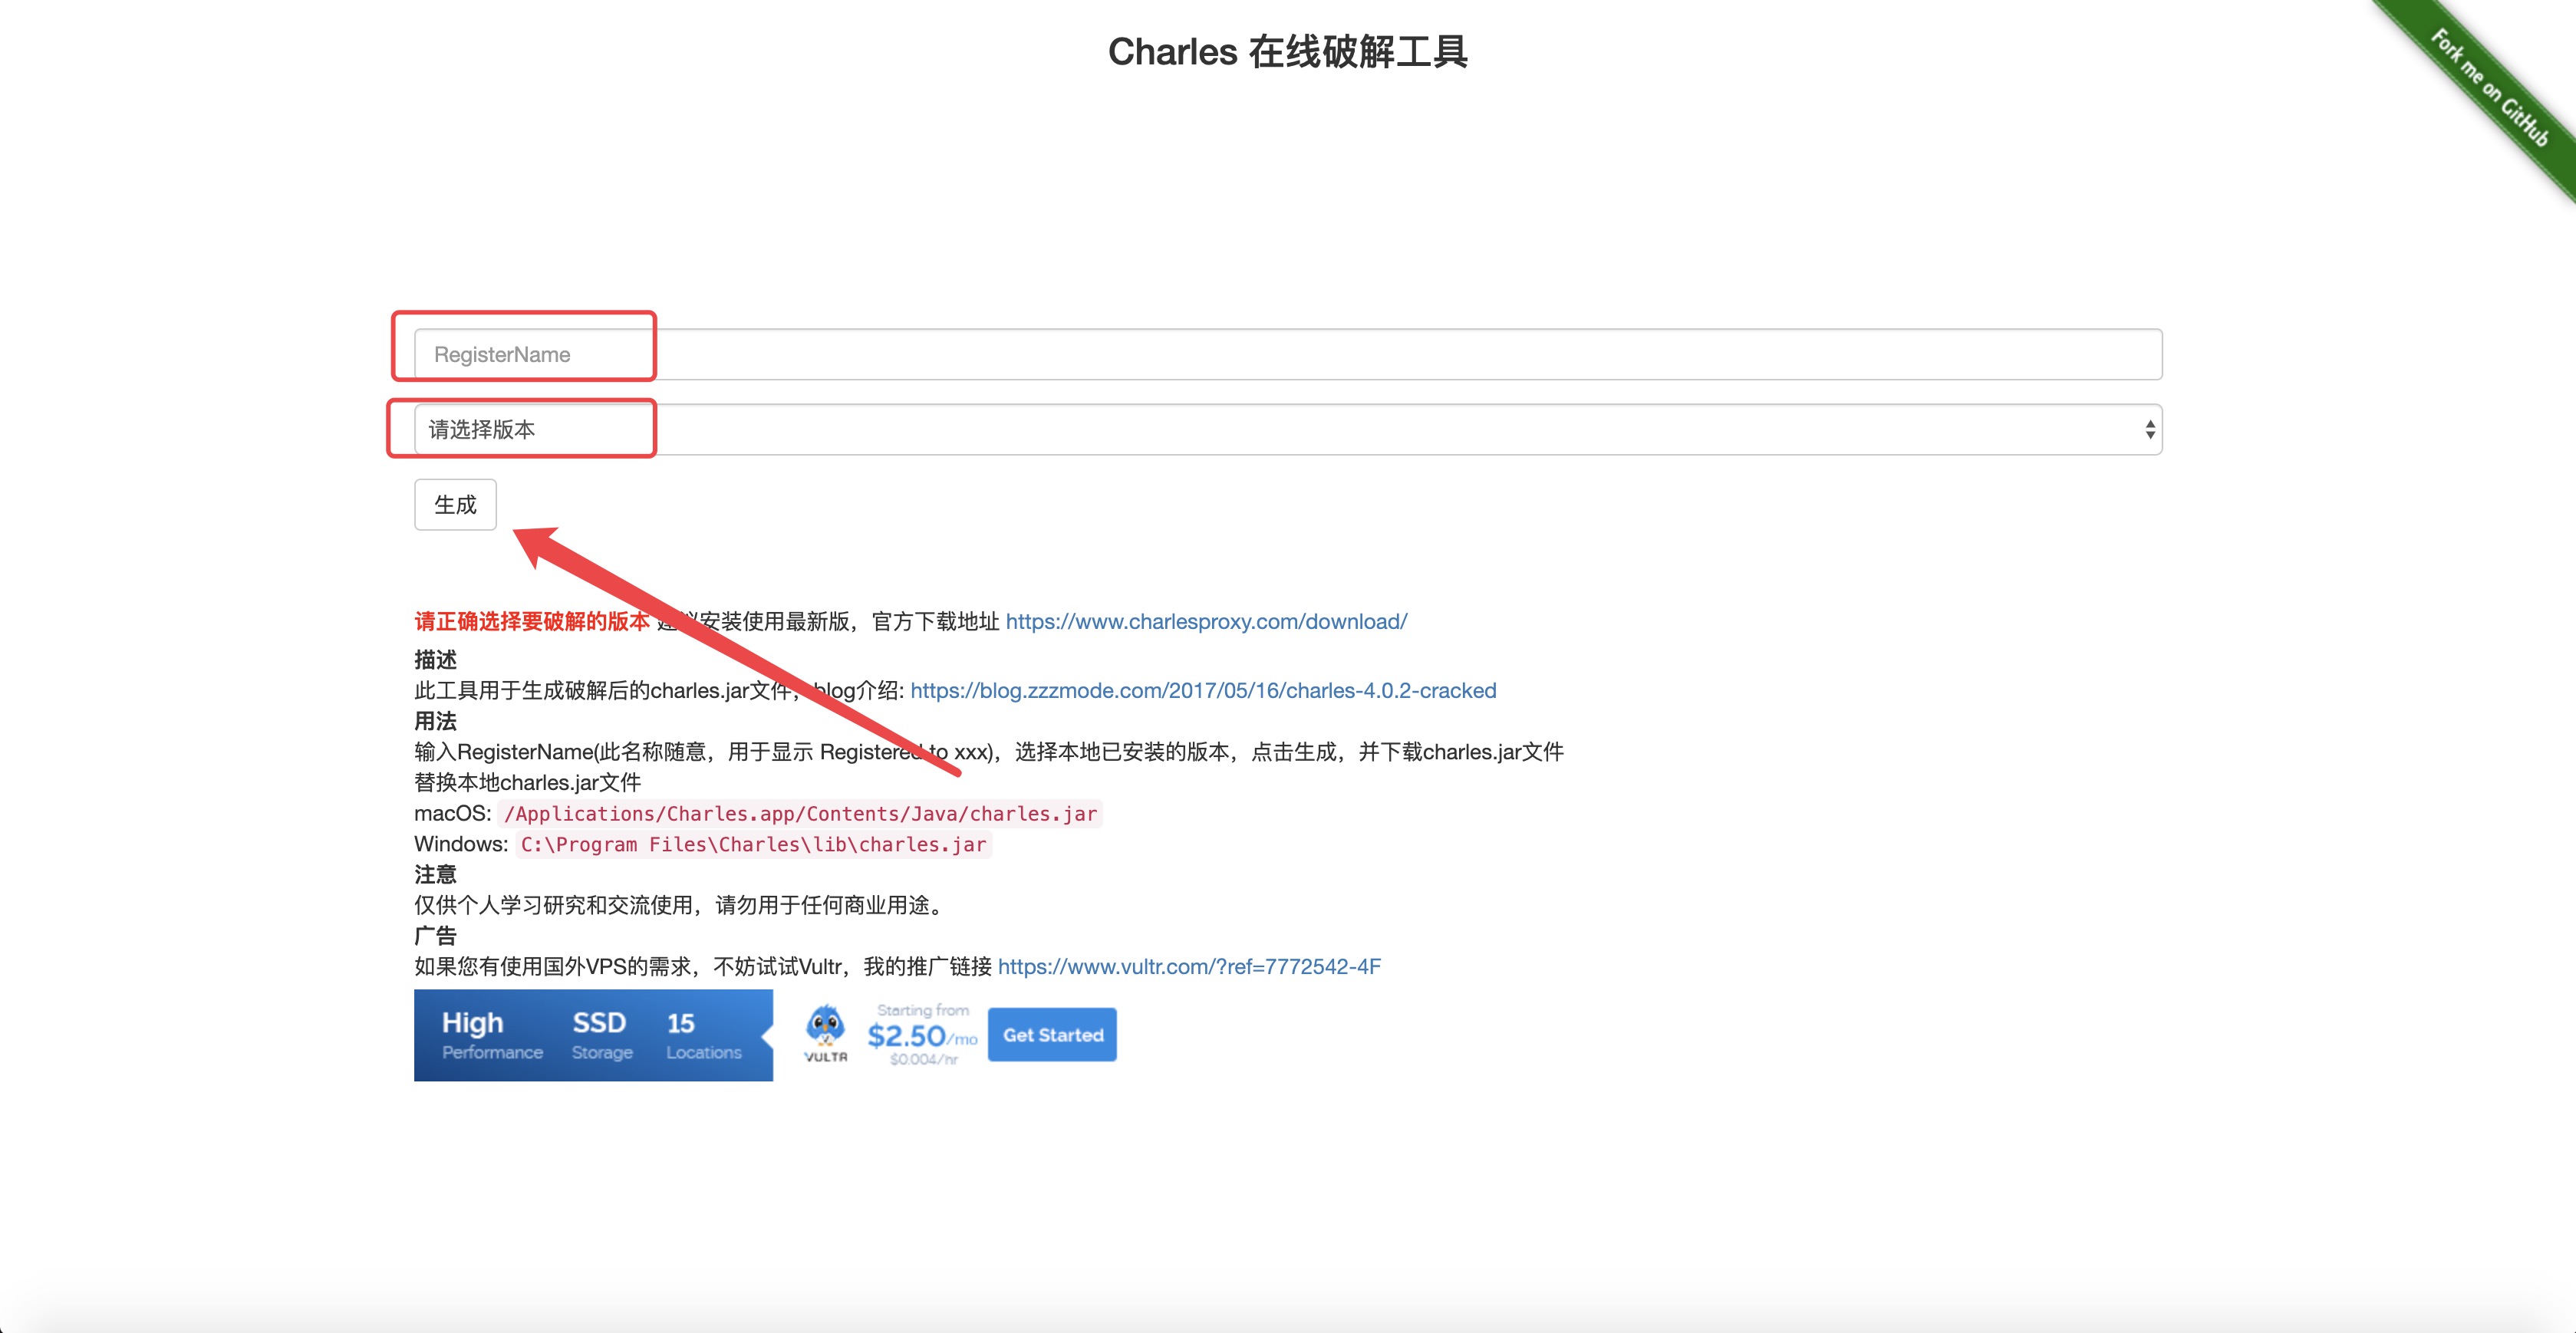 Charles 在线破解工具
Fork me on GitHub
RegisterName
请选择版本
生成
请正确选择要破解的版本 安装使用最新版，官方下载地址 https://www.charlesproxy.com/download/
描述
此工具用于生成破解后的charles.jar文件，blog介绍: https://blog.zzzmode.com/2017/05/16/charles-4.0.2-cracked
用法
输入RegisterName(此名称随意，用于显示 Registered to xxx)，选择本地已安装的版本，点击生成，并下载charles.jar文件
替换本地charles.jar文件
macOS: /Applications/Charles.app/Contents/Java/charles.jar
Windows: C:\Program Files\Charles\lib\charles.jar
注意
仅供个人学习研究和交流使用，请勿用于任何商业用途。
广告
如果您有使用国外VPS的需求，不妨试试Vultr，我的推广链接 https://www.vultr.com/?ref=7772542-4F
High SSD 15
Performance Storage Locations
VULTR
Starting from
$2.50/mo
$0.004/hr
Get Started